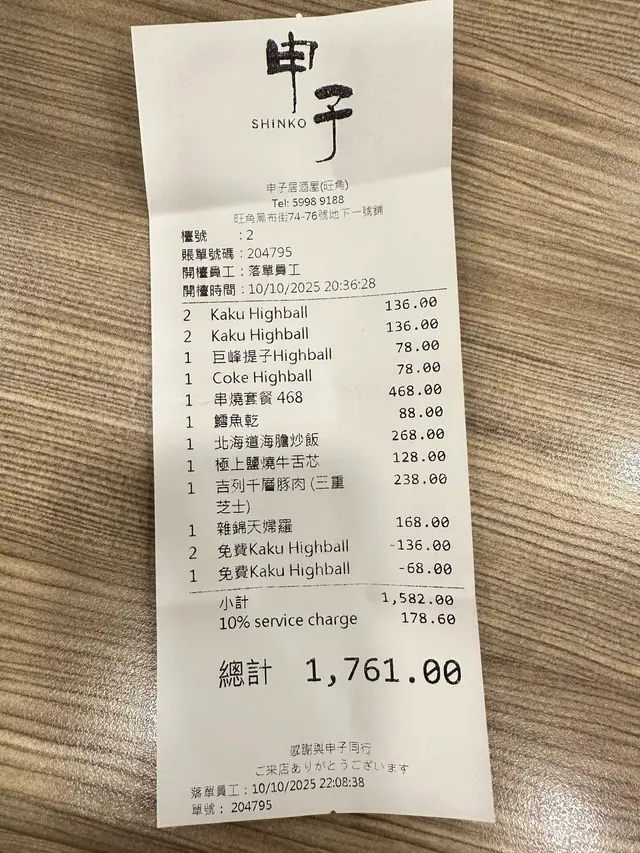 申子
SHINKO
申子居酒屋(旺角)
Tel: 5998 9188
旺角黑布街74-76號地下一號舖
檯號 : 2
賬單號碼 : 204795
開檯員工 : 落單員工
開檯時間 : 10/10/2025 20:36:28
2 Kaku Highball 136.00
2 Kaku Highball 136.00
1 巨峰提子Highball 78.00
1 Coke Highball 78.00
1 串燒套餐 468 468.00
1 鱈魚乾 88.00
1 北海道海膽炒飯 268.00
1 極上鹽燒牛舌芯 128.00
1 吉列千層豚肉 (三重 238.00
芝士)
1 雜錦天婦羅 168.00
2 免費Kaku Highball -136.00
1 免費Kaku Highball -68.00
小計 1,582.00
10% service charge 178.60
總計 1,761.00
感謝與申子同行
ご来店ありがとうございます
落單員工 : 10/10/2025 22:08:38
單號 : 204795